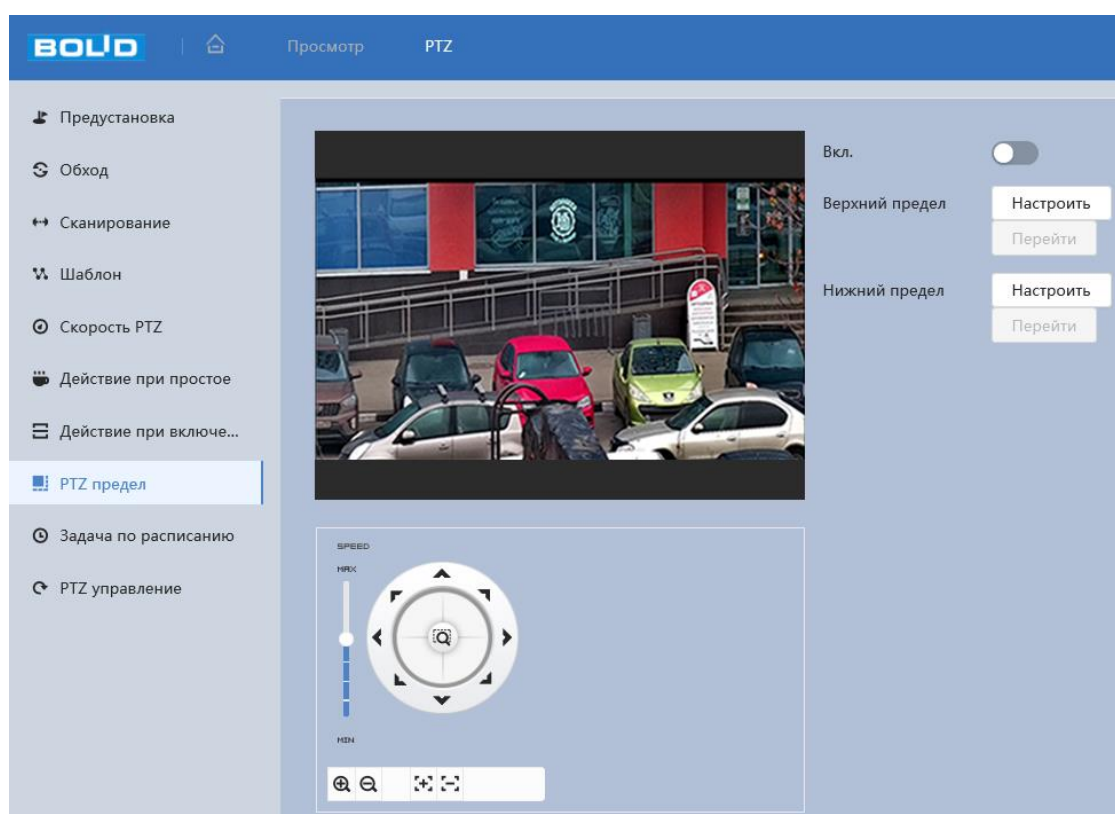 BOLID
Просмотр
PTZ
Предустановка
Обход
Сканирование
Шаблон
Скорость PTZ
Действие при простое
Действие при включе...
PTZ предел
Задача по расписанию
PTZ управление
Вкл.
Верхний предел
Настроить
Перейти
Нижний предел
Настроить
Перейти
SPEED
MAX
MIN